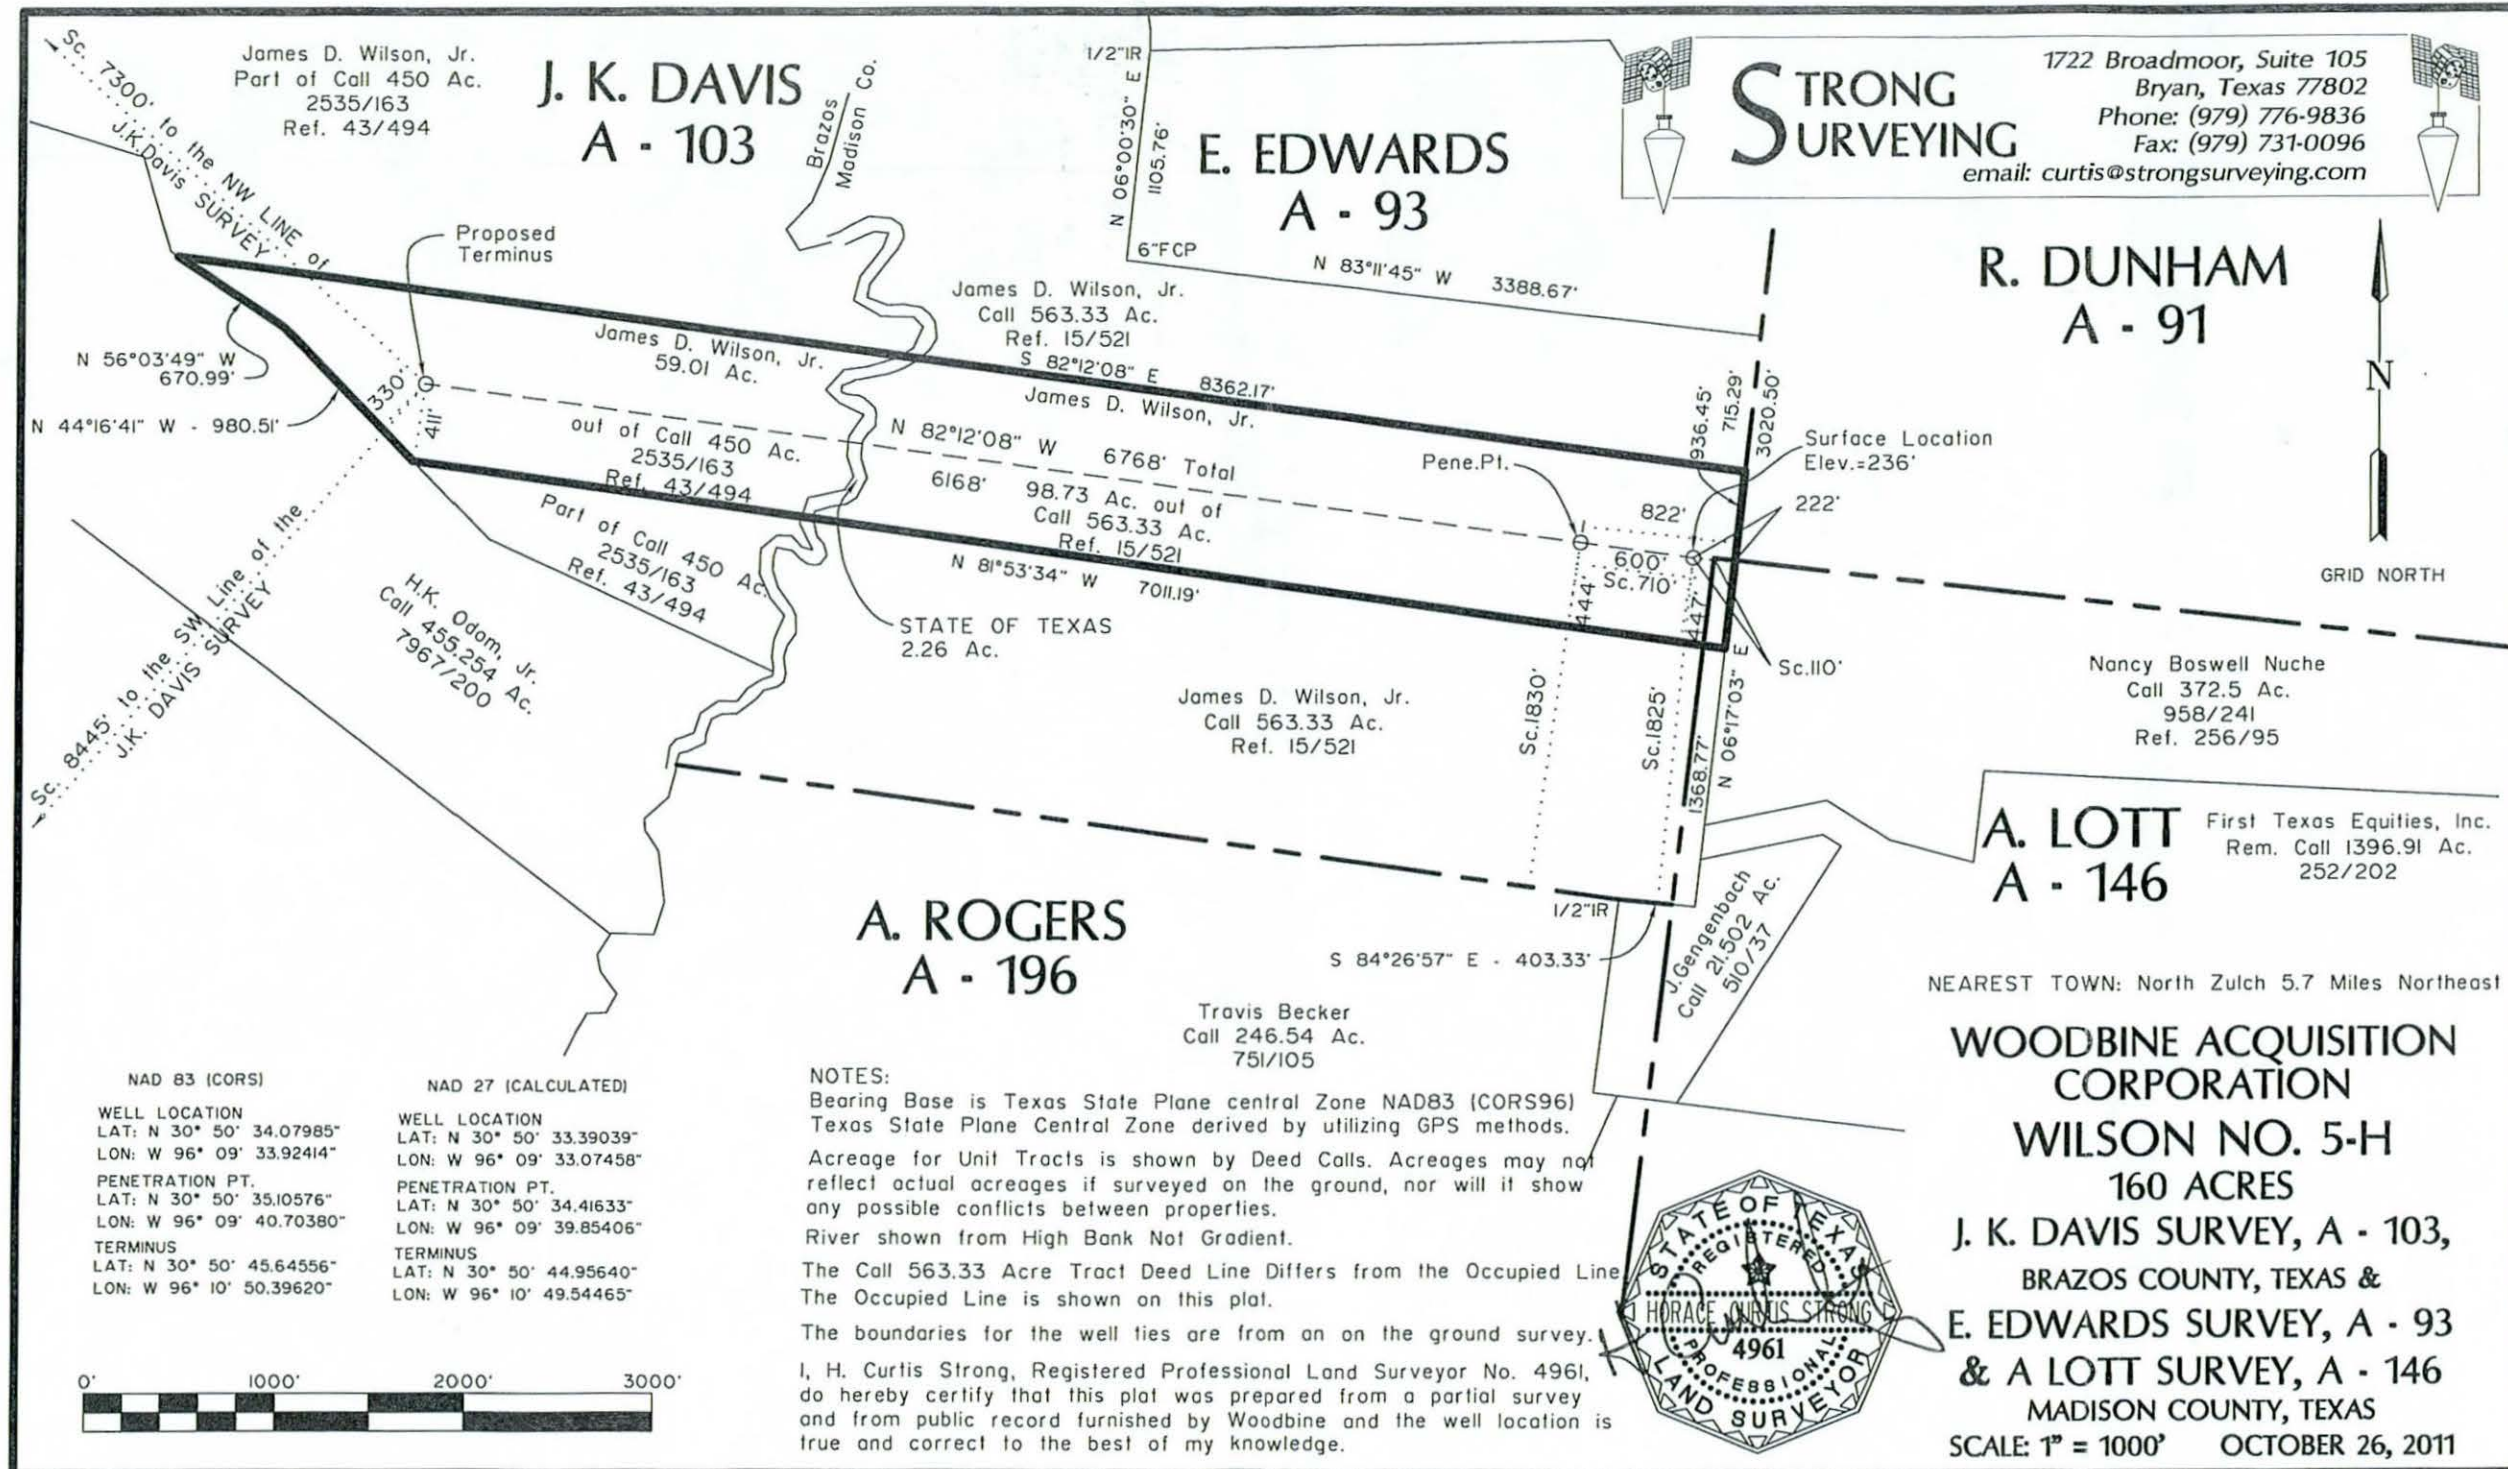 Sc. 7300' to the NW LINE of
J.K.Davis SURVEY
James D. Wilson, Jr.
Part of Call 450 Ac.
2535/163
Ref. 43/494
J. K. DAVIS
A - 103
Brazos
Madison Co.
1/2"IR
N 06°00'30" E
1105.76'
6"FCP
E. EDWARDS
A - 93
N 83°11'45" W 3388.67'
STRONG
SURVEYING
1722 Broadmoor, Suite 105
Bryan, Texas 77802
Phone: (979) 776-9836
Fax: (979) 731-0096
email: curtis@strongsurveying.com
R. DUNHAM
A - 91
N
GRID NORTH
Proposed
Terminus
James D. Wilson, Jr.
Call 563.33 Ac.
Ref. 15/521
S 82°12'08" E 8362.17'
James D. Wilson, Jr.
59.01 Ac.
out of Call 450 Ac.
2535/163
Ref. 43/494
N 56°03'49" W
670.99'
N 44°16'41" W - 980.51'
330'
411'
James D. Wilson, Jr.
N 82°12'08" W 6768' Total
6168'
98.73 Ac. out of
Call 563.33 Ac.
Ref. 15/521
Pene.Pt.
936.45'
715.29'
3020.50'
Surface Location
Elev.=236'
222'
822'
600'
Sc.710'
444'
447'
Sc.110'
N 81°53'34" W 7011.19'
Part of Call 450 Ac.
2535/163
Ref. 43/494
STATE OF TEXAS
2.26 Ac.
H.K. Odom, Jr.
Call 455.254 Ac.
7967/200
Sc. 8445' to the SW Line of the
J.K. DAVIS SURVEY
James D. Wilson, Jr.
Call 563.33 Ac.
Ref. 15/521
Sc.1830'
Sc.1825'
1368.77'
N 06°17'03" E
Nancy Boswell Nuche
Call 372.5 Ac.
958/241
Ref. 256/95
A. LOTT
A - 146
First Texas Equities, Inc.
Rem. Call 1396.91 Ac.
252/202
A. ROGERS
A - 196
1/2"IR
S 84°26'57" E - 403.33'
J.Gengenbach
Call 21.502 Ac.
510/37
Travis Becker
Call 246.54 Ac.
751/105
NEAREST TOWN: North Zulch 5.7 Miles Northeast
WOODBINE ACQUISITION
CORPORATION
WILSON NO. 5-H
160 ACRES
J. K. DAVIS SURVEY, A - 103,
BRAZOS COUNTY, TEXAS &
E. EDWARDS SURVEY, A - 93
& A LOTT SURVEY, A - 146
MADISON COUNTY, TEXAS
SCALE: 1" = 1000' OCTOBER 26, 2011
NAD 83 (CORS)
WELL LOCATION
LAT: N 30° 50' 34.07985"
LON: W 96° 09' 33.92414"
PENETRATION PT.
LAT: N 30° 50' 35.10576"
LON: W 96° 09' 40.70380"
TERMINUS
LAT: N 30° 50' 45.64556"
LON: W 96° 10' 50.39620"
NAD 27 (CALCULATED)
WELL LOCATION
LAT: N 30° 50' 33.39039"
LON: W 96° 09' 33.07458"
PENETRATION PT.
LAT: N 30° 50' 34.41633"
LON: W 96° 09' 39.85406"
TERMINUS
LAT: N 30° 50' 44.95640"
LON: W 96° 10' 49.54465"
0' 1000' 2000' 3000'
NOTES:
Bearing Base is Texas State Plane central Zone NAD83 (CORS96)
Texas State Plane Central Zone derived by utilizing GPS methods.
Acreage for Unit Tracts is shown by Deed Calls. Acreages may not
reflect actual acreages if surveyed on the ground, nor will it show
any possible conflicts between properties.
River shown from High Bank Not Gradient.
The Call 563.33 Acre Tract Deed Line Differs from the Occupied Line
The Occupied Line is shown on this plat.
The boundaries for the well ties are from an on the ground survey.
I, H. Curtis Strong, Registered Professional Land Surveyor No. 4961,
do hereby certify that this plat was prepared from a partial survey
and from public record furnished by Woodbine and the well location is
true and correct to the best of my knowledge.
STATE OF TEXAS
REGISTERED
HORACE CURTIS STRONG
4961
PROFESSIONAL
LAND SURVEYOR